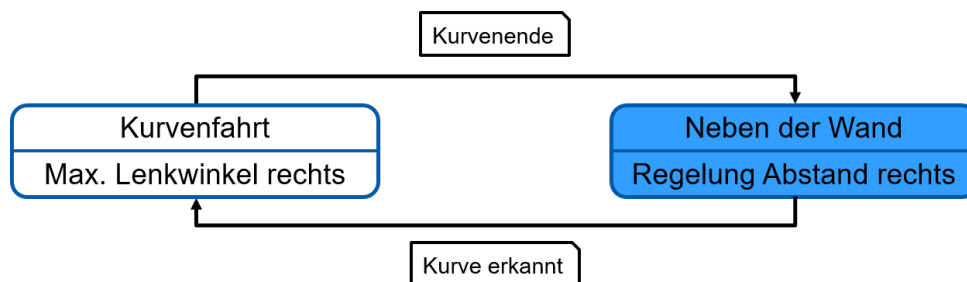 Kurvenende
Kurvenfahrt
Max. Lenkwinkel rechts
Neben der Wand
Regelung Abstand rechts
Kurve erkannt